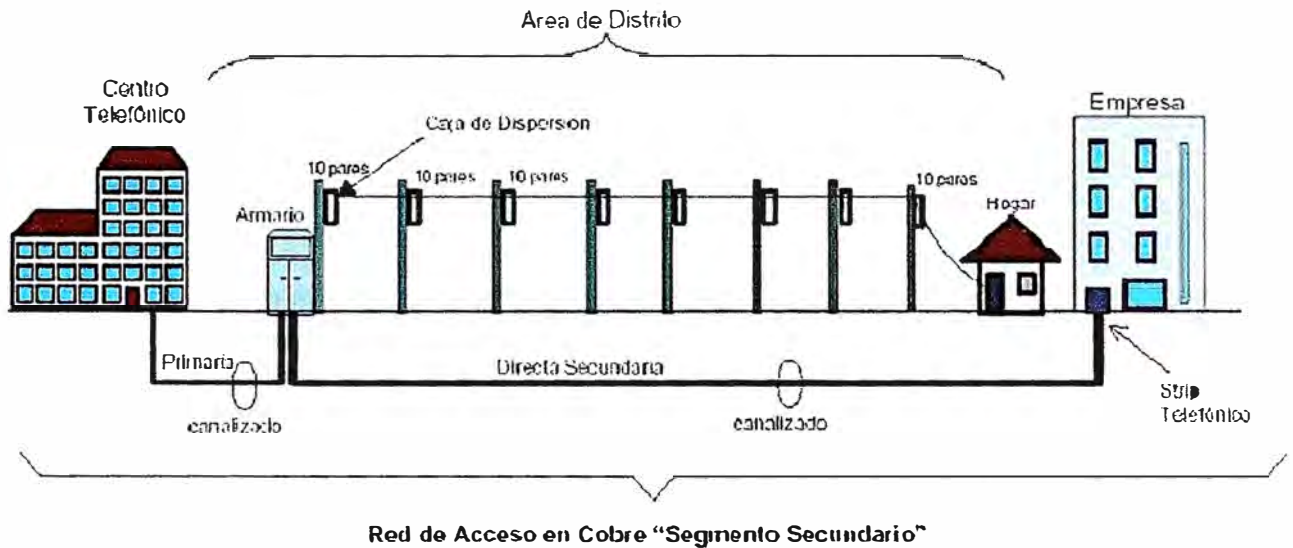 Area de Distrito
Centro
Telefónico
Empresa
Caja de Dispersion
10 pares
10 pares
10 pares
10 pares
Armario
Hogar
Primaria
Directa Secundaria
canalizado
canalizado
Strip
Telefónico
Red de Acceso en Cobre “Segmento Secundario”